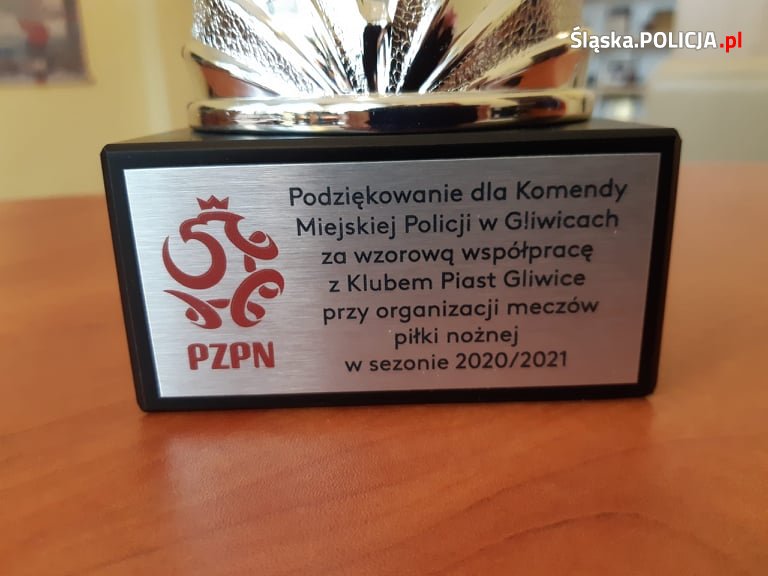 Śląska.POLICJA.pl
Podziękowanie dla Komendy
Miejskiej Policji w Gliwicach
za wzorową współpracę
z Klubem Piast Gliwice
przy organizacji meczów
piłki nożnej
w sezonie 2020/2021
PZPN